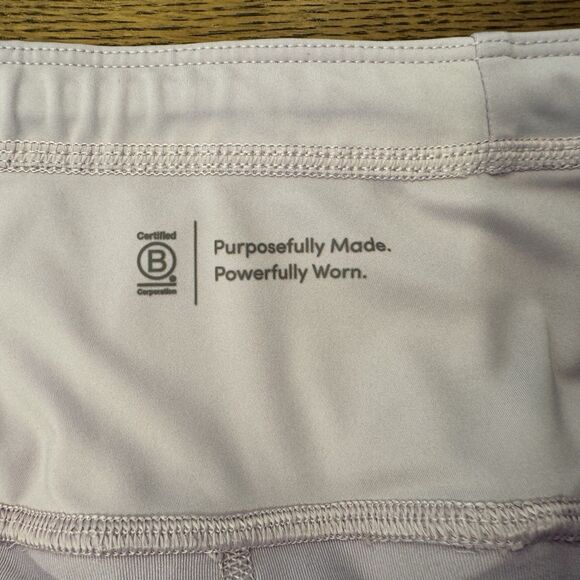 Certified
B
Corporation
Purposefully Made.
Powerfully Worn.